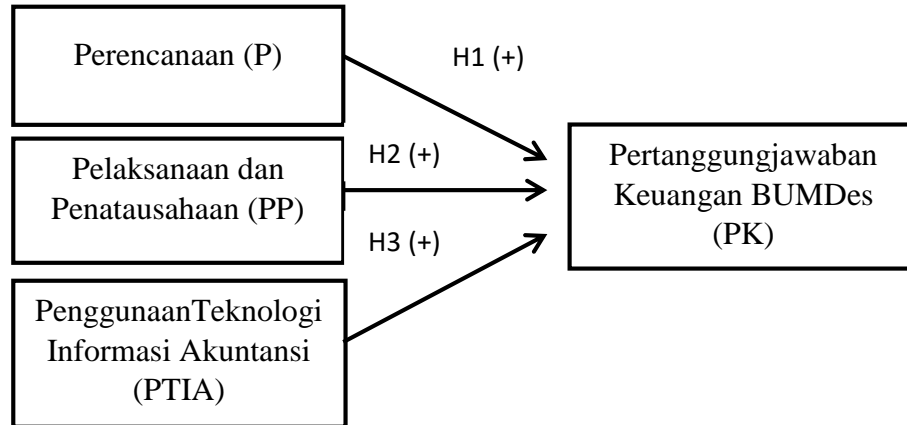 Perencanaan (P)
H1 (+)
Pelaksanaan dan
Penatausahaan (PP)
H2 (+)
PenggunaanTeknologi
Informasi Akuntansi
(PTIA)
H3 (+)
Pertanggungjawaban
Keuangan BUMDes
(PK)